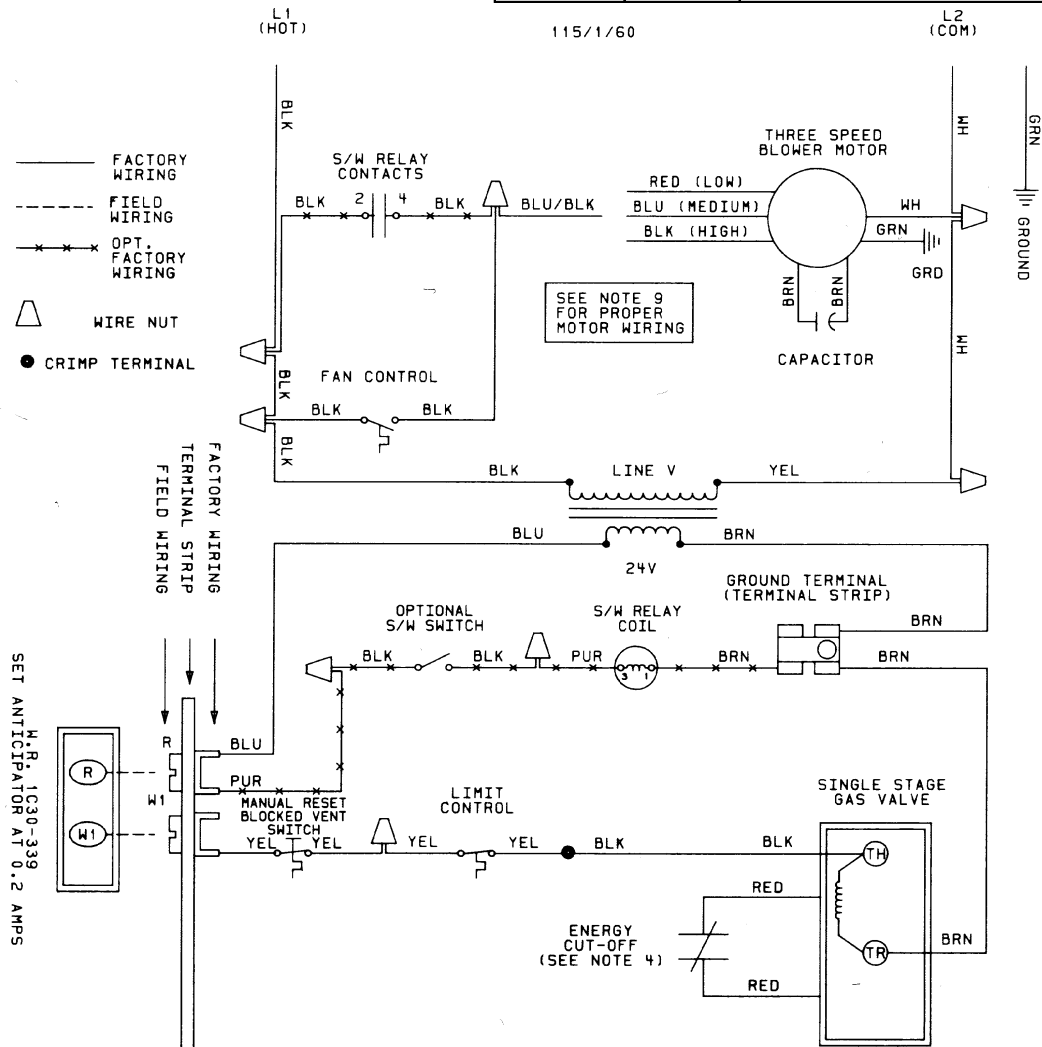 L1
(HOT)
115/1/60
L2
(COM)
BLK
WH
GRN
FACTORY
WIRING
FIELD
WIRING
OPT.
FACTORY
WIRING
WIRE NUT
CRIMP TERMINAL
S/W RELAY
CONTACTS
BLK
2
4
BLK
BLU/BLK
THREE SPEED
BLOWER MOTOR
RED (LOW)
BLU (MEDIUM)
BLK (HIGH)
WH
GRN
GRD
GROUND
BRN
BRN
CAPACITOR
SEE NOTE 9
FOR PROPER
MOTOR WIRING
WH
BLK
FAN CONTROL
BLK
BLK
BLK
BLK
LINE V
YEL
BLU
24V
BRN
FIELD WIRING
TERMINAL STRIP
FACTORY WIRING
GROUND TERMINAL
(TERMINAL STRIP)
BRN
BRN
OPTIONAL
S/W SWITCH
BLK
BLK
PUR
S/W RELAY
COIL
3
1
BRN
SET ANTICIPATOR AT 0.2 AMPS
W.R. 1C30-339
R
W1
R
W1
BLU
PUR
MANUAL RESET
BLOCKED VENT
SWITCH
YEL
YEL
LIMIT
CONTROL
YEL
YEL
BLK
BLK
SINGLE STAGE
GAS VALVE
TH
TR
RED
ENERGY
CUT-OFF
(SEE NOTE 4)
RED
BRN